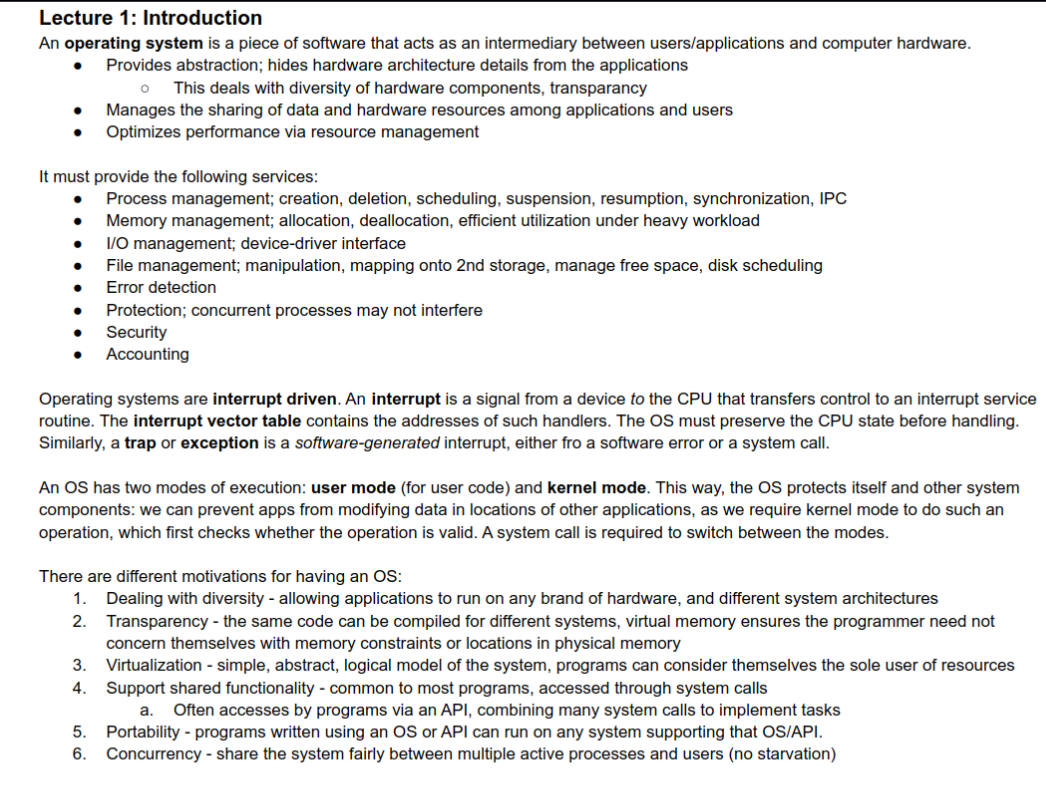 Lecture 1: Introduction
An operating system is a piece of software that acts as an intermediary between users/applications and computer hardware.
● Provides abstraction; hides hardware architecture details from the applications
○ This deals with diversity of hardware components, transparancy
● Manages the sharing of data and hardware resources among applications and users
● Optimizes performance via resource management
It must provide the following services:
● Process management; creation, deletion, scheduling, suspension, resumption, synchronization, IPC
● Memory management; allocation, deallocation, efficient utilization under heavy workload
● I/O management; device-driver interface
● File management; manipulation, mapping onto 2nd storage, manage free space, disk scheduling
● Error detection
● Protection; concurrent processes may not interfere
● Security
● Accounting
Operating systems are interrupt driven. An interrupt is a signal from a device to the CPU that transfers control to an interrupt service
routine. The interrupt vector table contains the addresses of such handlers. The OS must preserve the CPU state before handling.
Similarly, a trap or exception is a software-generated interrupt, either fro a software error or a system call.
An OS has two modes of execution: user mode (for user code) and kernel mode. This way, the OS protects itself and other system
components: we can prevent apps from modifying data in locations of other applications, as we require kernel mode to do such an
operation, which first checks whether the operation is valid. A system call is required to switch between the modes.
There are different motivations for having an OS:
1. Dealing with diversity - allowing applications to run on any brand of hardware, and different system architectures
2. Transparency - the same code can be compiled for different systems, virtual memory ensures the programmer need not
concern themselves with memory constraints or locations in physical memory
3. Virtualization - simple, abstract, logical model of the system, programs can consider themselves the sole user of resources
4. Support shared functionality - common to most programs, accessed through system calls
a. Often accesses by programs via an API, combining many system calls to implement tasks
5. Portability - programs written using an OS or API can run on any system supporting that OS/API.
6. Concurrency - share the system fairly between multiple active processes and users (no starvation)